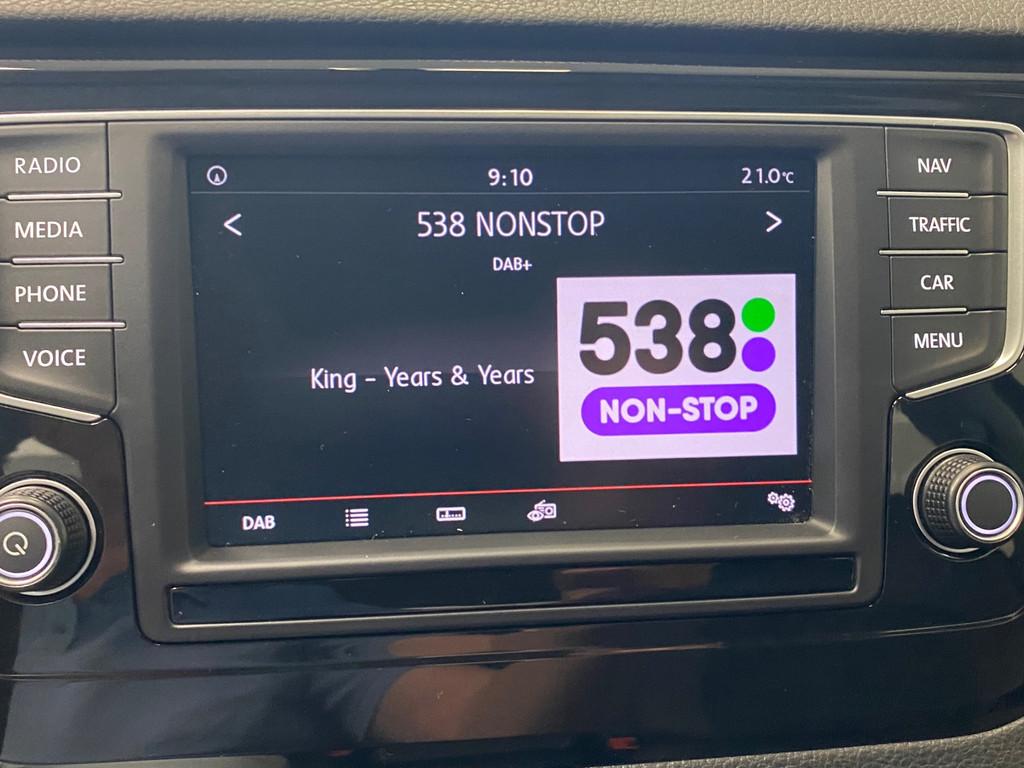 RADIO
MEDIA
PHONE
VOICE
9:10
21.0°C
<
538 NONSTOP
>
DAB+
King - Years & Years
538
NON-STOP
DAB
NAV
TRAFFIC
CAR
MENU